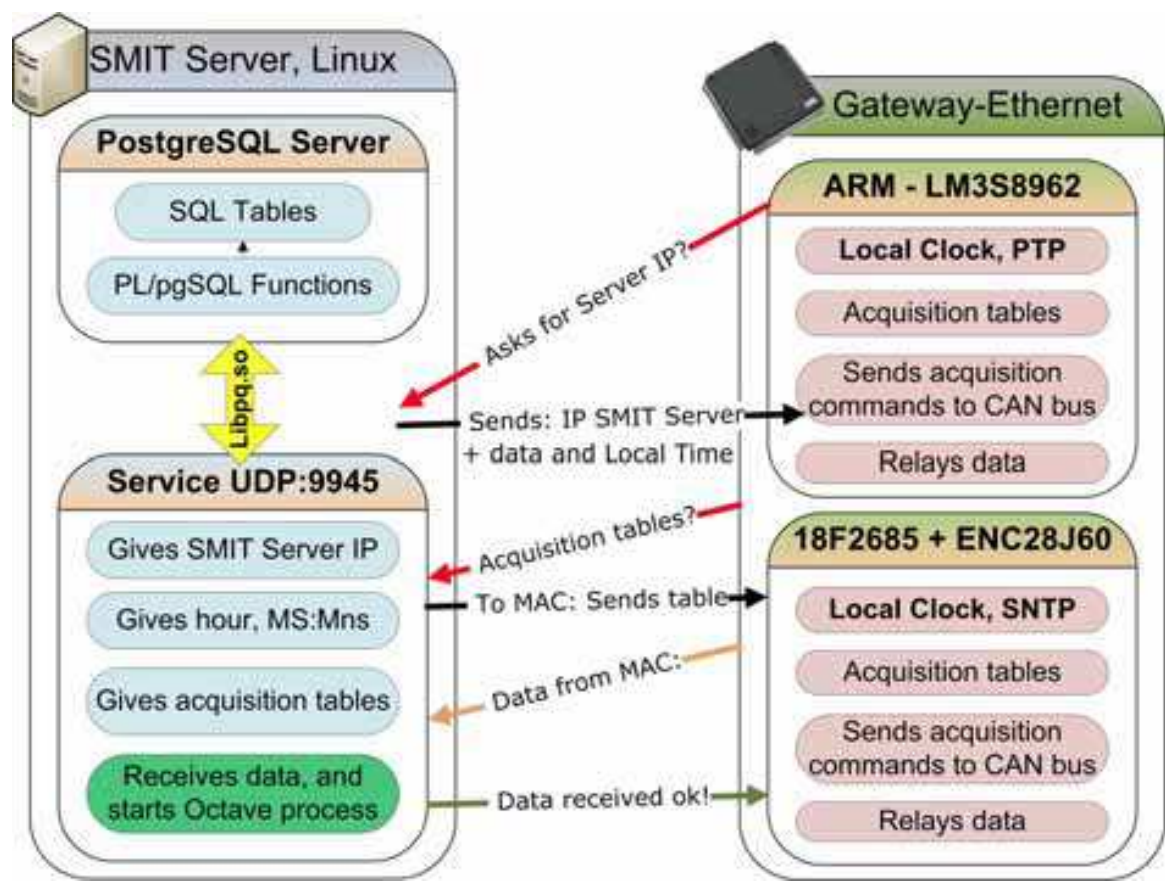 SMIT Server, Linux
PostgreSQL Server
SQL Tables
PL/pgSQL Functions
Libpq.so
Service UDP:9945
Gives SMIT Server IP
Gives hour, MS:Mns
Gives acquisition tables
Receives data, and
starts Octave process
Asks for Server IP?
Sends: IP SMIT Server
+ data and Local Time
Acquisition tables?
To MAC: Sends table
Data from MAC:
Data received ok!
Gateway-Ethernet
ARM - LM3S8962
Local Clock, PTP
Acquisition tables
Sends acquisition
commands to CAN bus
Relays data
18F2685 + ENC28J60
Local Clock, SNTP
Acquisition tables
Sends acquisition
commands to CAN bus
Relays data